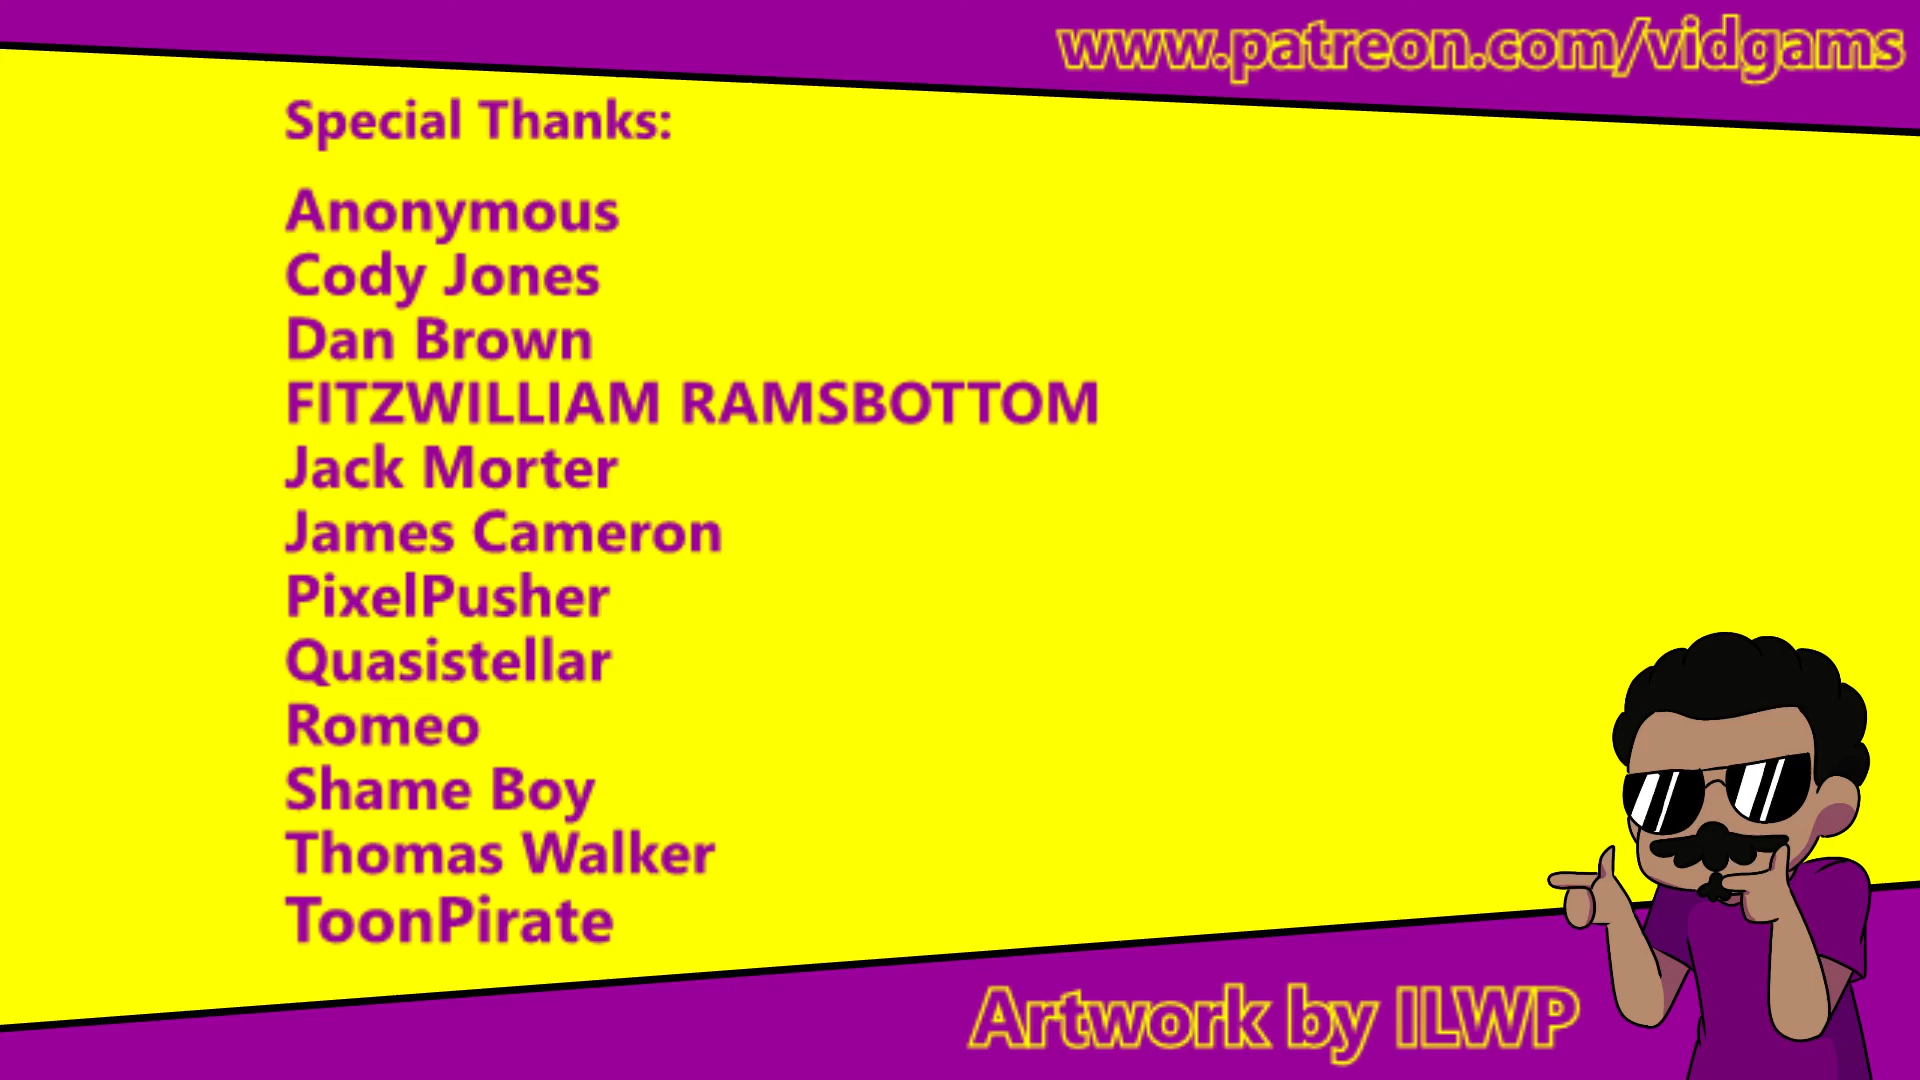 www.patreon.com/vidgams
Special Thanks:
Anonymous
Cody Jones
Dan Brown
FITZWILLIAM RAMSBOTTOM
Jack Morter
James Cameron
PixelPusher
Quasistellar
Romeo
Shame Boy
Thomas Walker
ToonPirate
Artwork by ILWP